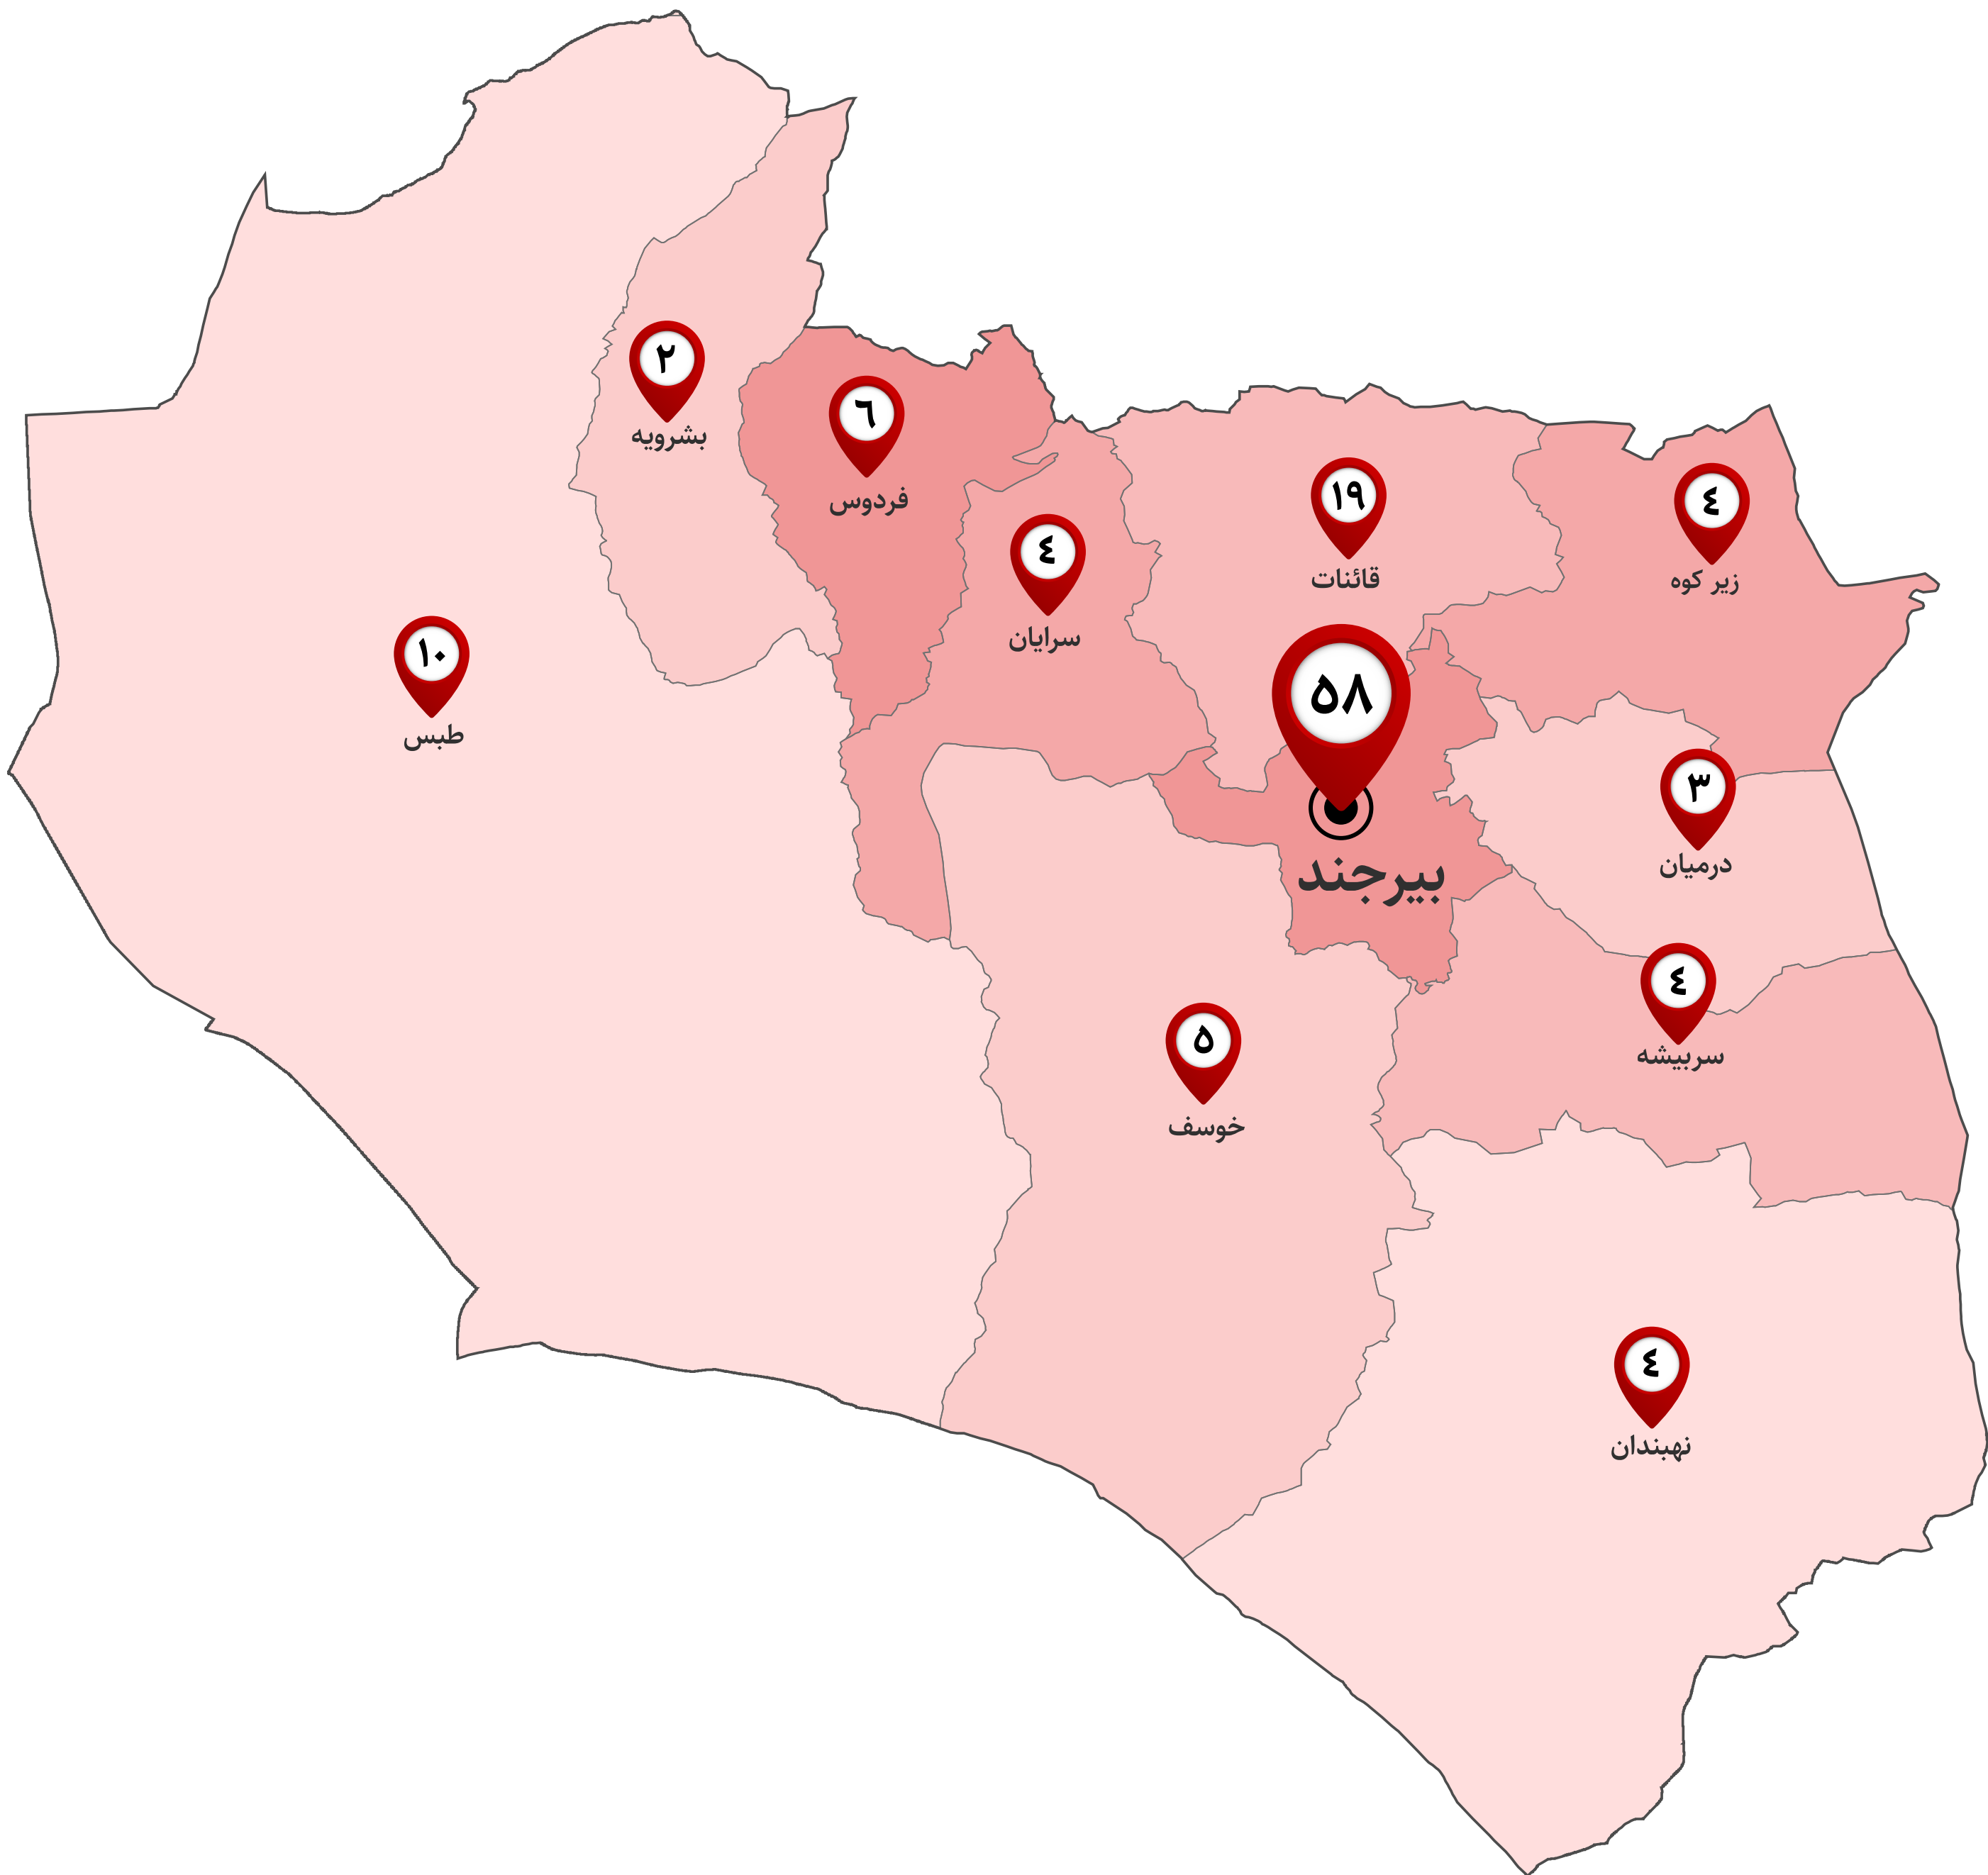 ۲
بشرویه
٦
فردوس
۱۹
قائنات
٤
زیر کوه
٤
سرایان
۱۰
طبس
۵۸
بیرجند
۳
درمیان
٤
سربیشه
۵
خوسف
٤
نهبندان